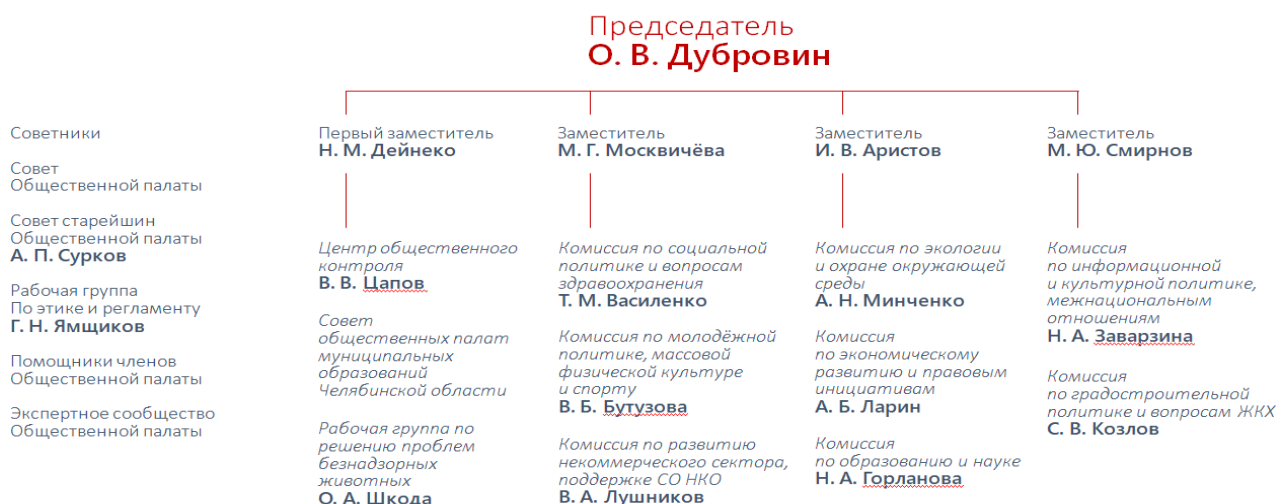 Председатель
О. В. Дубровин
Советники
Совет
Общественной палаты
Совет старейшин
Общественной палаты
А. П. Сурков
Рабочая группа
По этике и регламенту
Г. Н. Ямщиков
Помощники членов
Общественной палаты
Экспертное сообщество
Общественной палаты
Первый заместитель
Н. М. Дейнеко
Центр общественного
контроля
В. В. Цапов
Совет
общественных палат
муниципальных
образований
Челябинской области
Рабочая группа по
решению проблем
безнадзорных
животных
О. А. Шкода
Заместитель
М. Г. Москвичёва
Комиссия по социальной
политике и вопросам
здравоохранения
Т. М. Василенко
Комиссия по молодёжной
политике, массовой
физической культуре
и спорту
В. Б. Бутузова
Комиссия по развитию
некоммерческого сектора,
поддержке СО НКО
В. А. Лушников
Заместитель
И. В. Аристов
Комиссия по экологии
и охране окружающей
среды
А. Н. Минченко
Комиссия
по экономическому
развитию и правовым
инициативам
А. Б. Ларин
Комиссия
по образованию и науке
Н. А. Горланова
Заместитель
М. Ю. Смирнов
Комиссия
по информационной
и культурной политике,
межнациональным
отношениям
Н. А. Заварзина
Комиссия
по градостроительной
политике и вопросам ЖКХ
С. В. Козлов